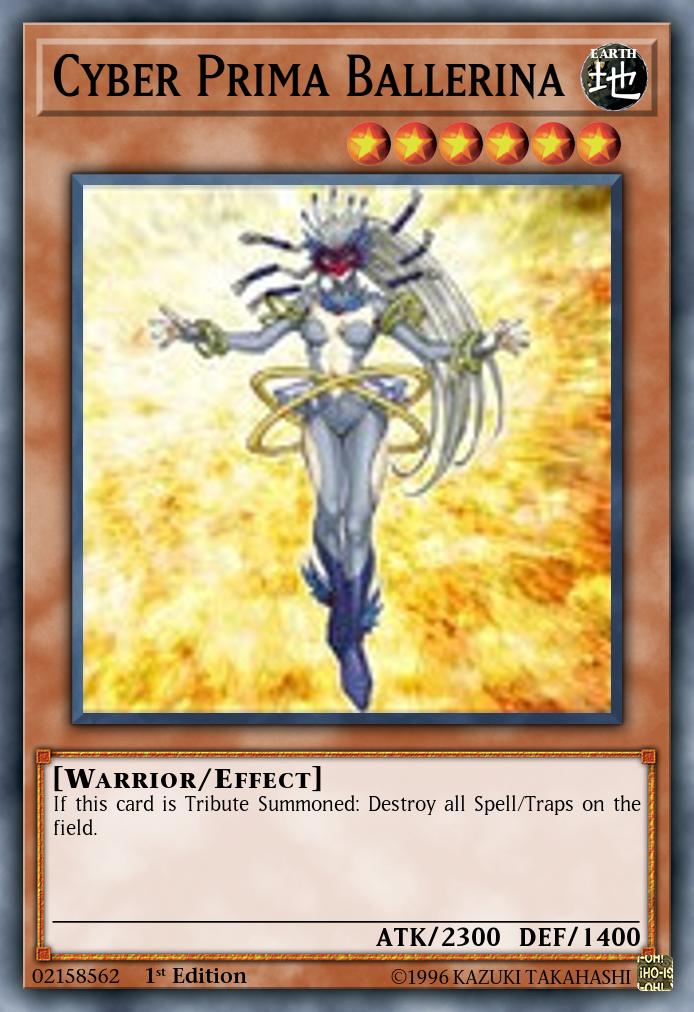 Cyber Prima Ballerina
EARTH
地
[Warrior/Effect]
If this card is Tribute Summoned: Destroy all Spell/Traps on the
field.
ATK/2300 DEF/1400
02158562 1st Edition ©1996 KAZUKI TAKAHASHI